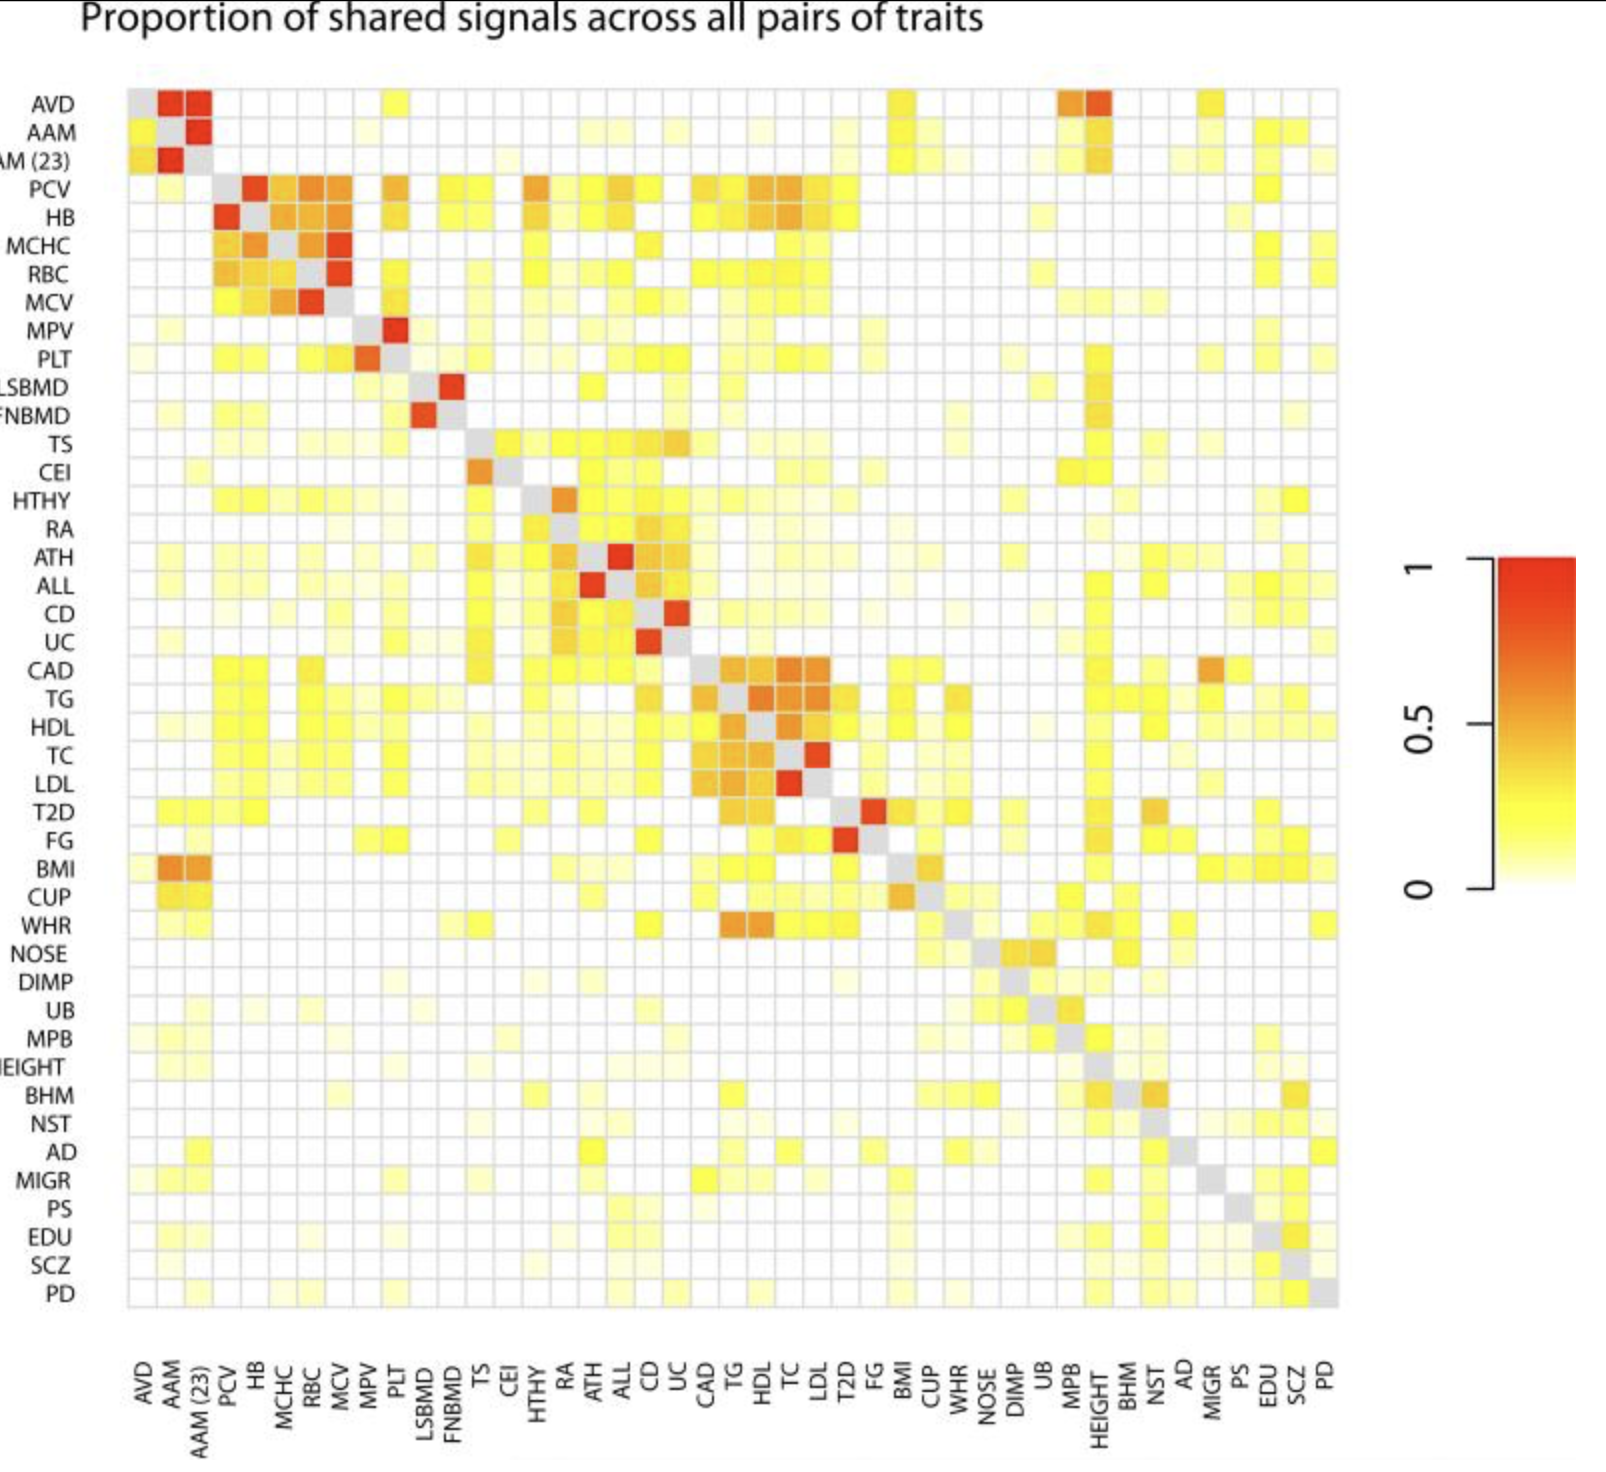 Proportion of shared signals across all pairs of traits
AVD
AAM
AM (23)
PCV
HB
MCHC
RBC
MCV
MPV
PLT
LSBMD
FNBMD
TS
CEI
HTHY
RA
ATH
ALL
CD
UC
CAD
TG
HDL
TC
LDL
T2D
FG
BMI
CUP
WHR
NOSE
DIMP
UB
MPB
EIGHT
BHM
NST
AD
MIGR
PS
EDU
SCZ
PD
1
0.5
0
AVD
AAM
AAM (23)
PCV
HB
MCHC
RBC
MCV
MPV
PLT
LSBMD
FNBMD
TS
CEI
HTHY
RA
ATH
ALL
CD
UC
CAD
TG
HDL
TC
LDL
T2D
FG
BMI
CUP
WHR
NOSE
DIMP
UB
MPB
HEIGHT
BHM
NST
AD
MIGR
PS
EDU
SCZ
PD